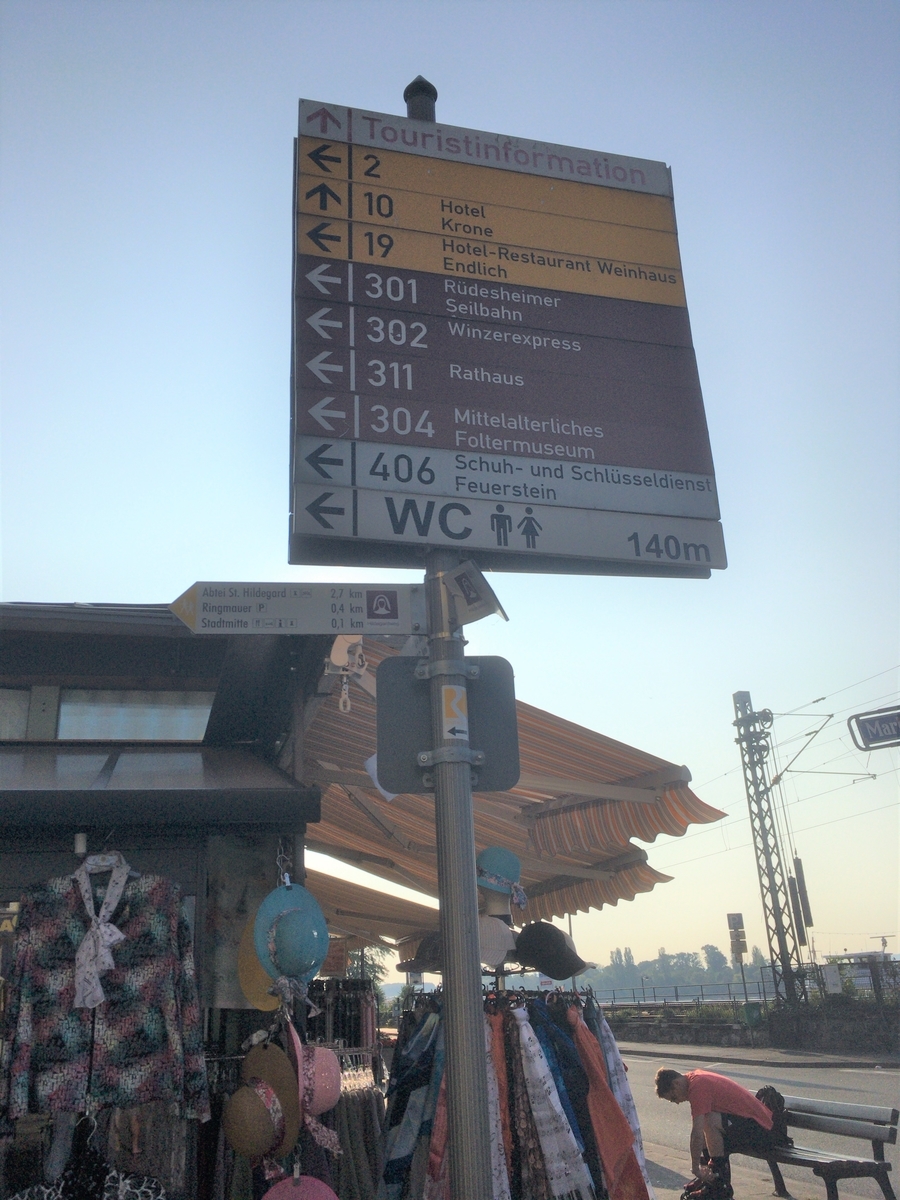 Touristinformation
2
10 Hotel
Krone
19 Hotel-Restaurant Weinhaus
Endlich
301 Rüdesheimer
Seilbahn
302 Winzerexpress
311 Rathaus
304 Mittelalterliches
Foltermuseum
406 Schuh- und Schlüsseldienst
Feuerstein
WC 140m
Abtei St. Hildegard 2,7 km
Ringmauer P 0,4 km
Stadtmitte 0,1 km